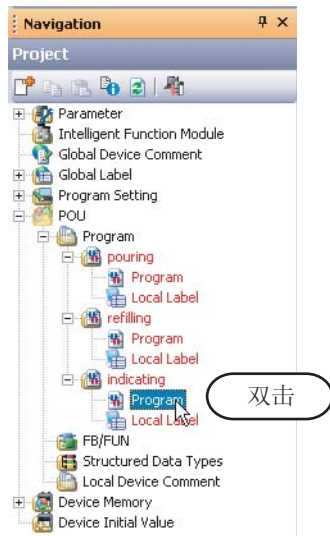 Navigation
Project
Parameter
Intelligent Function Module
Global Device Comment
Global Label
Program Setting
POU
Program
pouring
Program
Local Label
refilling
Program
Local Label
indicating
Program
双击
Local Label
FB/FUN
Structured Data Types
Local Device Comment
Device Memory
Device Initial Value